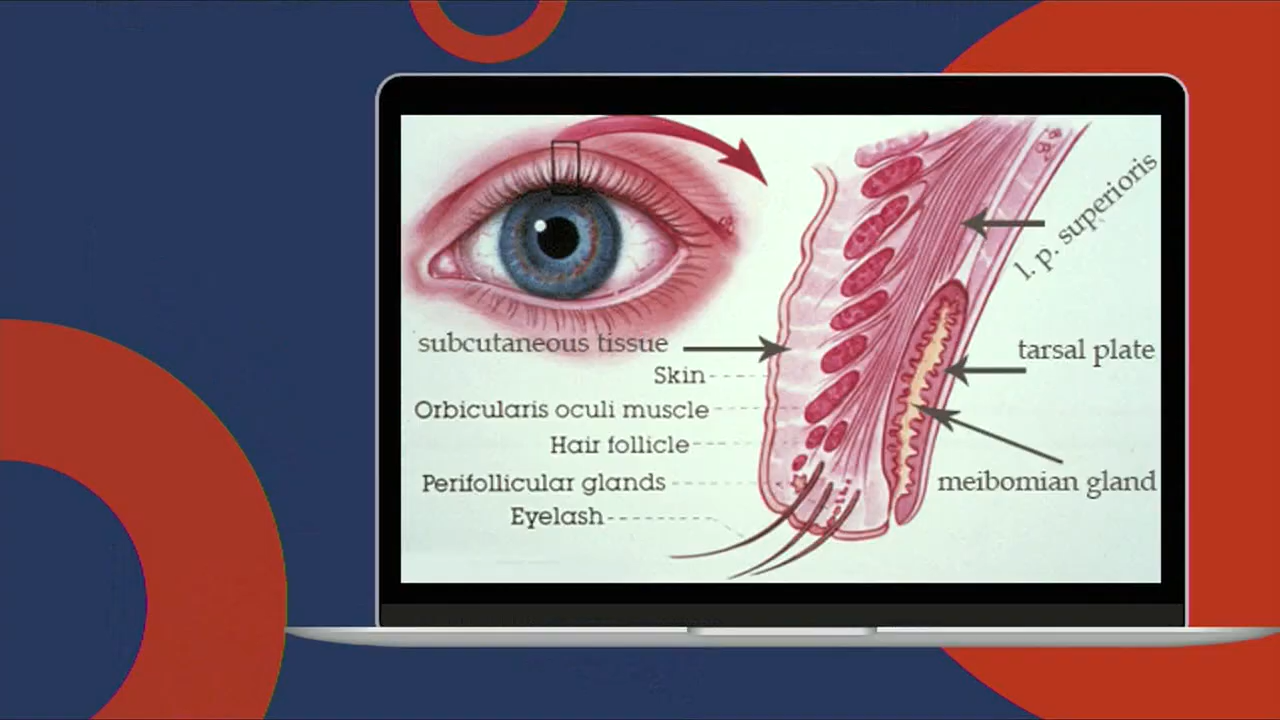 l. p. superioris
subcutaneous tissue
tarsal plate
Skin
Orbicularis oculi muscle
Hair follicle
Perifollicular glands
meibomian gland
Eyelash